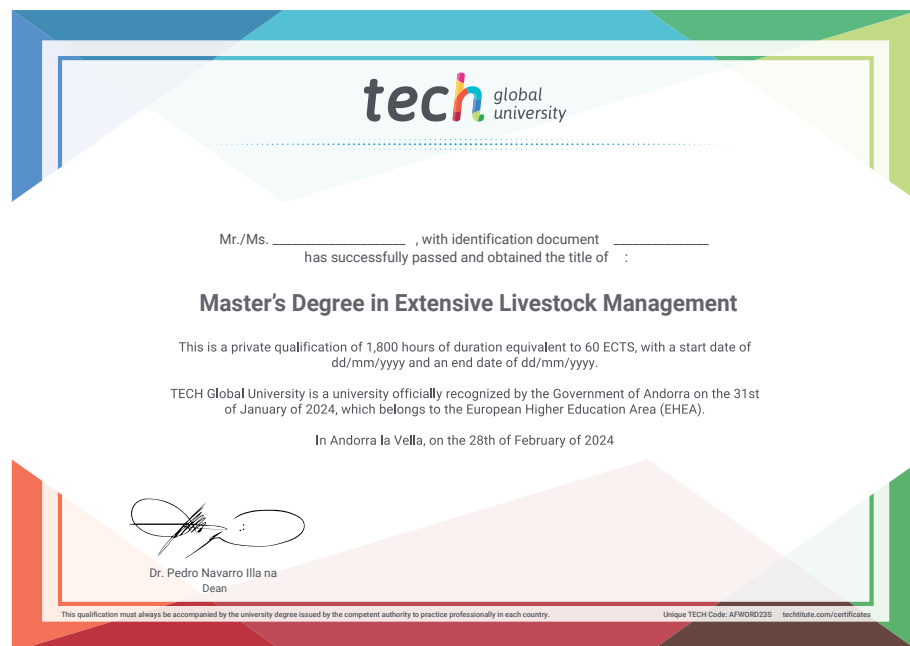 tech global
university
Mr./Ms. _____________________ , with identification document _______________
has successfully passed and obtained the title of :
Master's Degree in Extensive Livestock Management
This is a private qualification of 1,800 hours of duration equivalent to 60 ECTS, with a start date of
dd/mm/yyyy and an end date of dd/mm/yyyy.
TECH Global University is a university officially recognized by the Government of Andorra on the 31st
of January of 2024, which belongs to the European Higher Education Area (EHEA).
In Andorra la Vella, on the 28th of February of 2024
Dr. Pedro Navarro Illa na
Dean
This qualification must always be accompanied by the university degree issued by the competent authority to practice professionally in each country. Unique TECH Code: AFWORD23S techtitute.com/certificates